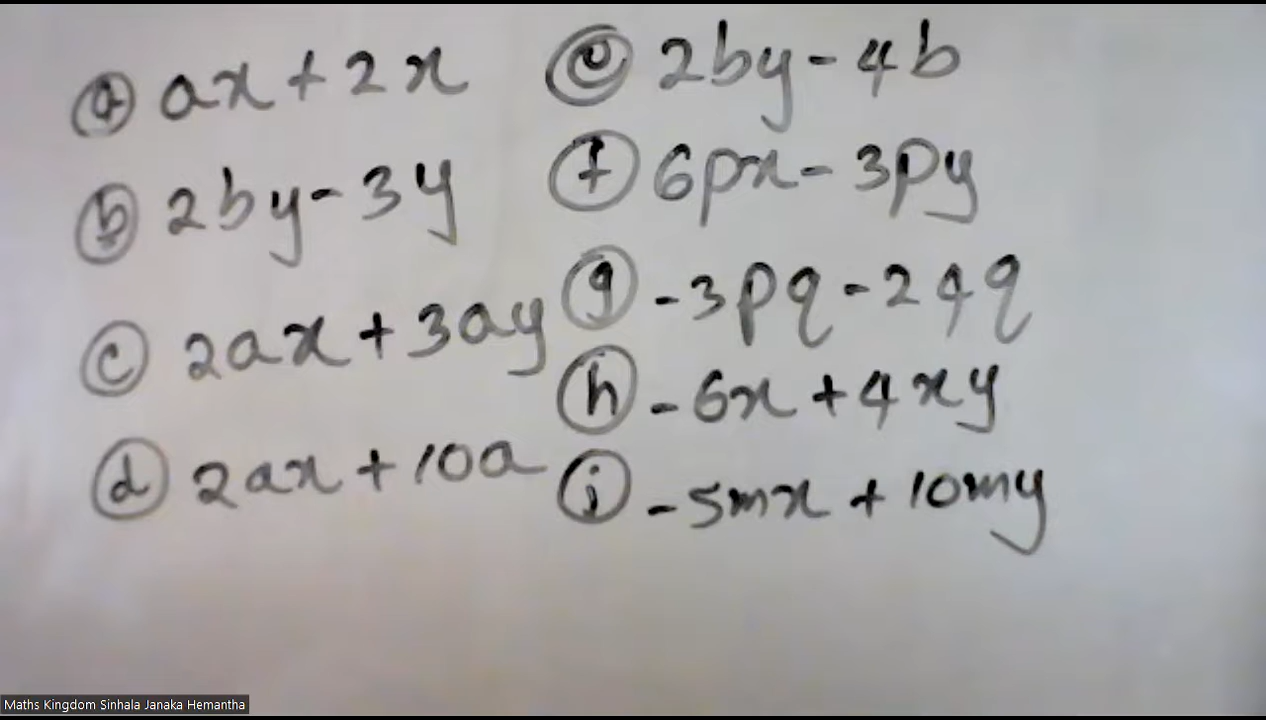 a ax + 2x
b 2by - 3y
c 2ax + 3ay
d 2ax + 10a
e 2by - 4b
f 6px - 3py
g -3pq - 24q
h -6x + 4xy
i -5mx + 10my
Maths Kingdom Sinhala Janaka Hemantha